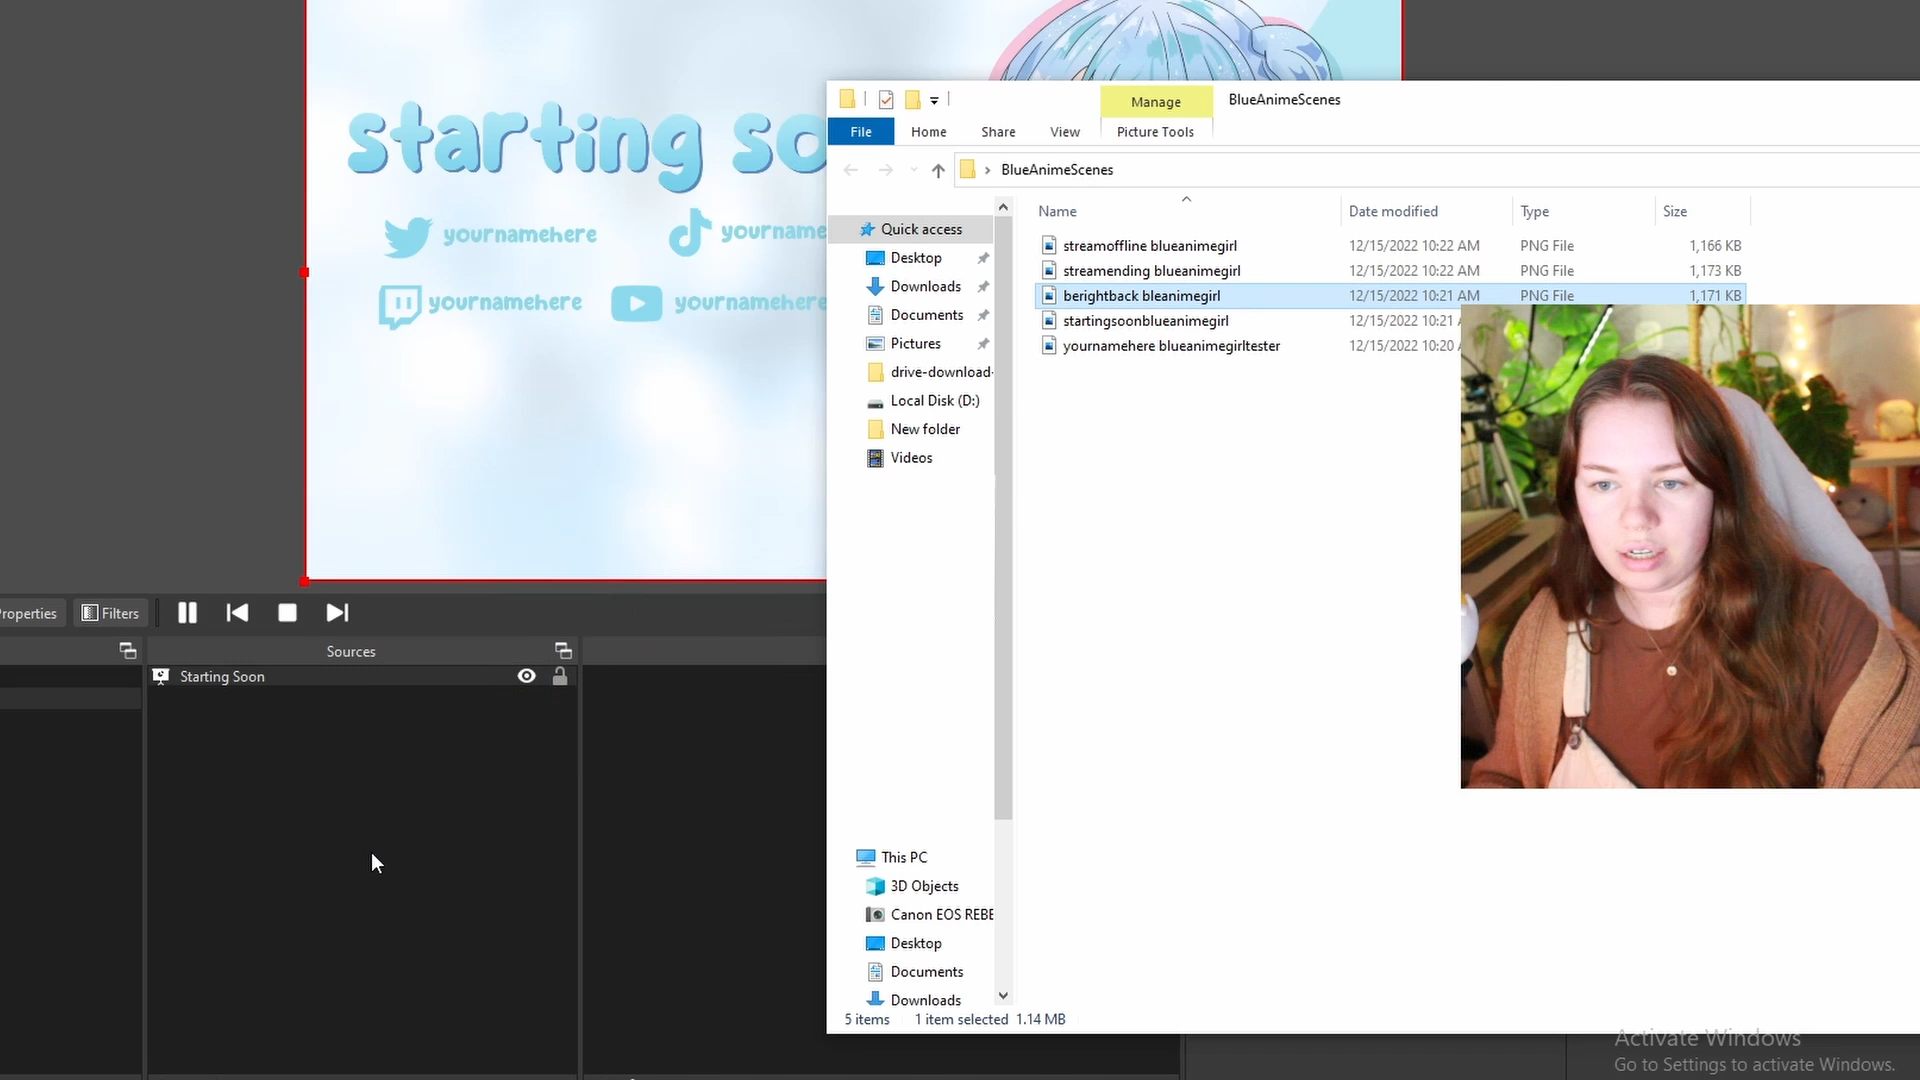 starting so
yournamehere
yourname
yournamehere
yournamehere
Manage
BlueAnimeScenes
File
Home
Share
View
Picture Tools
BlueAnimeScenes
Name
Date modified
Type
Size
streamoffline blueanimegirl 12/15/2022 10:22 AM PNG File 1,166 KB
streamending blueanimegirl 12/15/2022 10:22 AM PNG File 1,173 KB
berightback bleanimegirl 12/15/2022 10:21 AM PNG File 1,171 KB
startingsoonblueanimegirl 12/15/2022 10:21
yournamehere blueanimegirltester 12/15/2022 10:20
Quick access
Desktop
Downloads
Documents
Pictures
drive-download-
Local Disk (D:)
New folder
Videos
This PC
3D Objects
Canon EOS REBE
Desktop
Documents
Downloads
5 items 1 item selected 1.14 MB
roperties
Filters
Sources
Starting Soon
Activate Windows
Go to Settings to activate Windows.